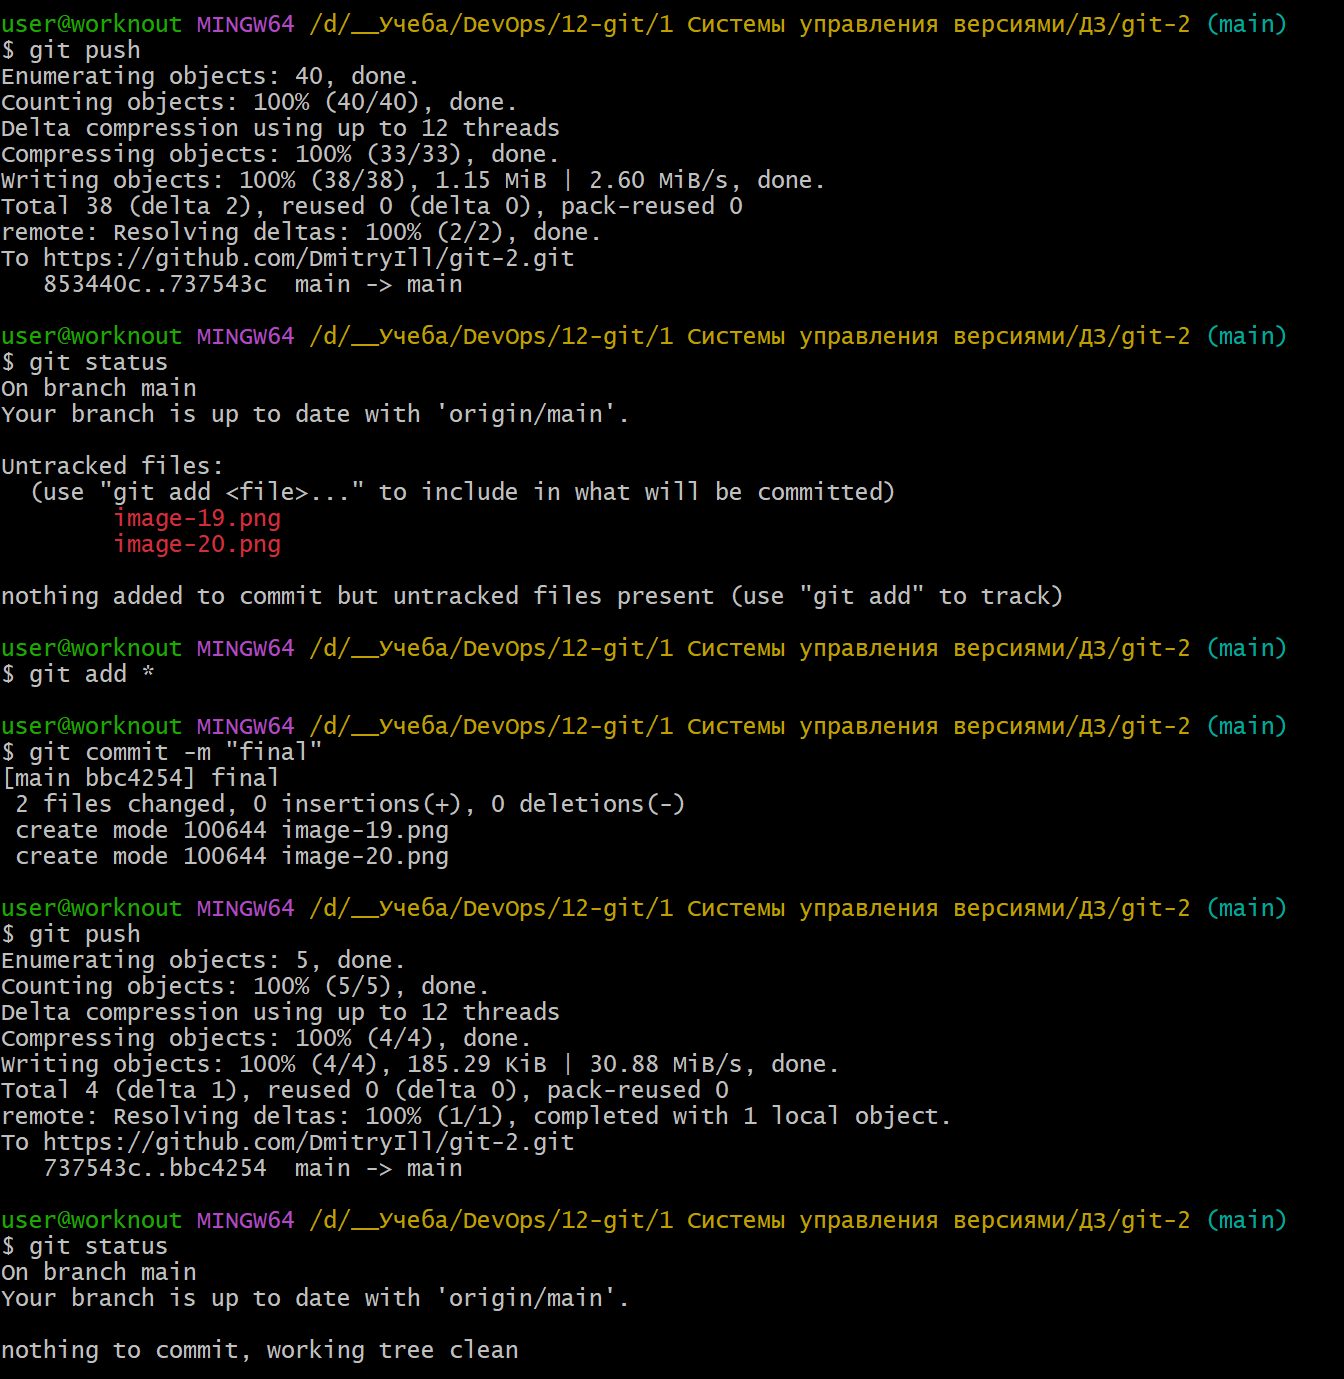 user@worknout MINGW64 /d/__Учеба/DevOps/12-git/1 Системы управления версиями/ДЗ/git-2 (main)
$ git push
Enumerating objects: 40, done.
Counting objects: 100% (40/40), done.
Delta compression using up to 12 threads
Compressing objects: 100% (33/33), done.
Writing objects: 100% (38/38), 1.15 MiB | 2.60 MiB/s, done.
Total 38 (delta 2), reused 0 (delta 0), pack-reused 0
remote: Resolving deltas: 100% (2/2), done.
To https://github.com/DmitryIll/git-2.git
   853440c..737543c  main -> main

user@worknout MINGW64 /d/__Учеба/DevOps/12-git/1 Системы управления версиями/ДЗ/git-2 (main)
$ git status
On branch main
Your branch is up to date with 'origin/main'.

Untracked files:
  (use "git add <file>..." to include in what will be committed)
        image-19.png
        image-20.png

nothing added to commit but untracked files present (use "git add" to track)

user@worknout MINGW64 /d/__Учеба/DevOps/12-git/1 Системы управления версиями/ДЗ/git-2 (main)
$ git add *

user@worknout MINGW64 /d/__Учеба/DevOps/12-git/1 Системы управления версиями/ДЗ/git-2 (main)
$ git commit -m "final"
[main bbc4254] final
 2 files changed, 0 insertions(+), 0 deletions(-)
 create mode 100644 image-19.png
 create mode 100644 image-20.png

user@worknout MINGW64 /d/__Учеба/DevOps/12-git/1 Системы управления версиями/ДЗ/git-2 (main)
$ git push
Enumerating objects: 5, done.
Counting objects: 100% (5/5), done.
Delta compression using up to 12 threads
Compressing objects: 100% (4/4), done.
Writing objects: 100% (4/4), 185.29 KiB | 30.88 MiB/s, done.
Total 4 (delta 1), reused 0 (delta 0), pack-reused 0
remote: Resolving deltas: 100% (1/1), completed with 1 local object.
To https://github.com/DmitryIll/git-2.git
   737543c..bbc4254  main -> main

user@worknout MINGW64 /d/__Учеба/DevOps/12-git/1 Системы управления версиями/ДЗ/git-2 (main)
$ git status
On branch main
Your branch is up to date with 'origin/main'.

nothing to commit, working tree clean